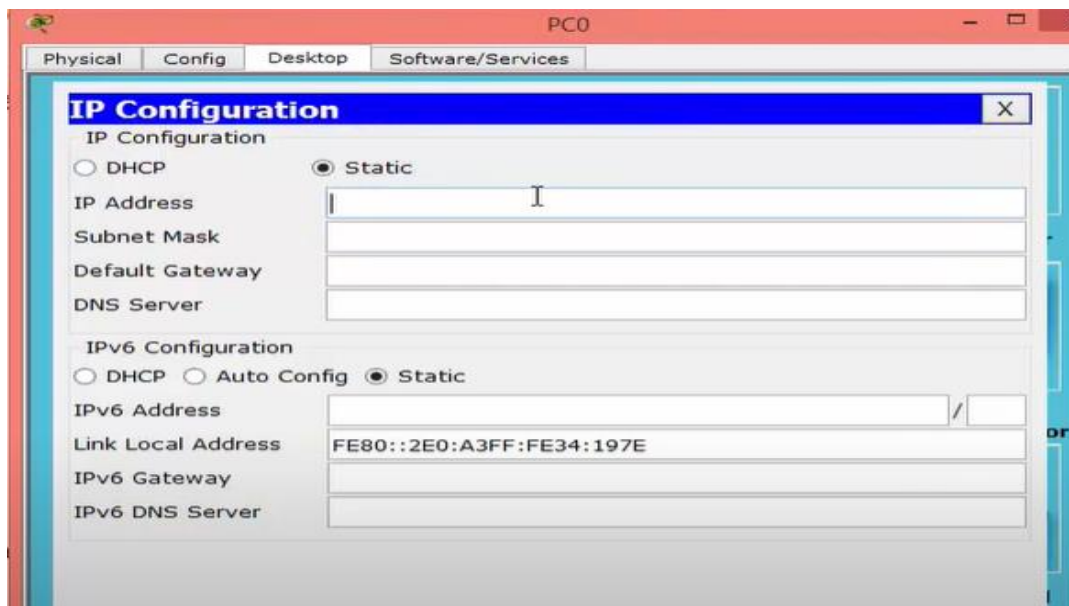 PC0
Physical Config Desktop Software/Services
IP Configuration X
IP Configuration
DHCP Static
IP Address
Subnet Mask
Default Gateway
DNS Server
IPv6 Configuration
DHCP Auto Config Static
IPv6 Address /
Link Local Address FE80::2E0:A3FF:FE34:197E
IPv6 Gateway
IPv6 DNS Server